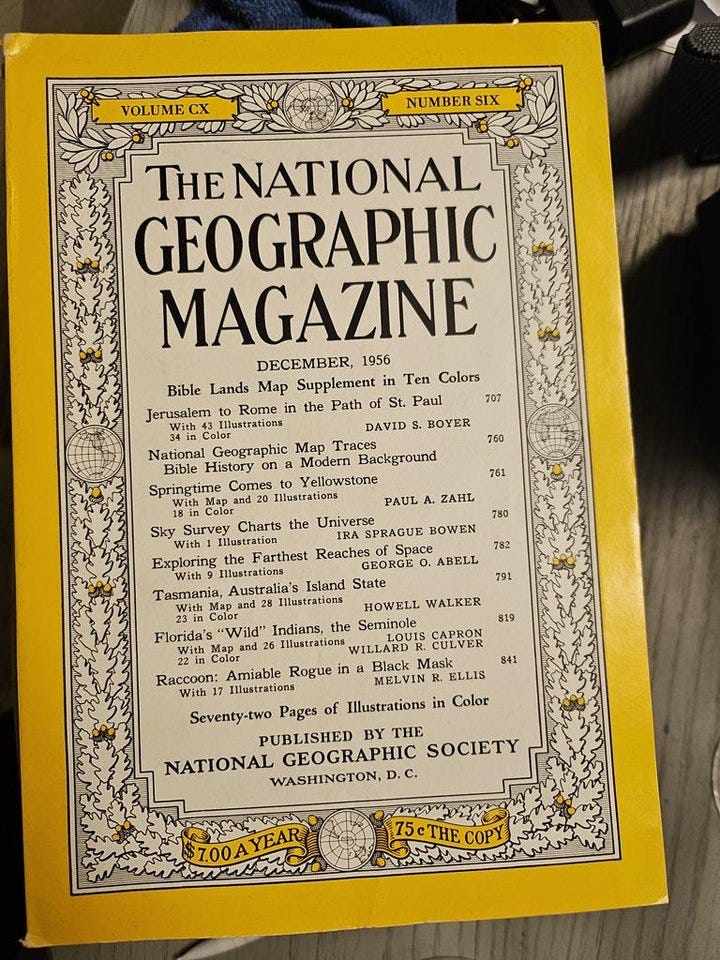 VOLUME CX
NUMBER SIX
THE NATIONAL
GEOGRAPHIC
MAGAZINE
DECEMBER, 1956
Bible Lands Map Supplement in Ten Colors
Jerusalem to Rome in the Path of St. Paul 707
With 43 Illustrations
34 in Color DAVID S. BOYER
National Geographic Map Traces 760
Bible History on a Modern Background
Springtime Comes to Yellowstone 761
With Map and 20 Illustrations
18 in Color PAUL A. ZAHL
Sky Survey Charts the Universe 780
With 1 Illustration IRA SPRAGUE BOWEN
Exploring the Farthest Reaches of Space 782
With 9 Illustrations GEORGE O. ABELL
Tasmania, Australia's Island State 791
With Map and 28 Illustrations
23 in Color HOWELL WALKER
Florida's "Wild" Indians, the Seminole 819
With Map and 26 Illustrations LOUIS CAPRON
22 in Color WILLARD R. CULVER
Raccoon: Amiable Rogue in a Black Mask 841
With 17 Illustrations MELVIN R. ELLIS
Seventy-two Pages of Illustrations in Color
PUBLISHED BY THE
NATIONAL GEOGRAPHIC SOCIETY
WASHINGTON, D. C.
$7.00 A YEAR
75c THE COPY